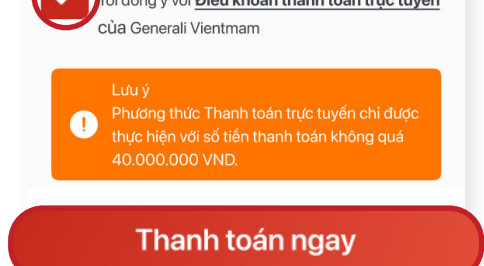 Tôi đồng ý với Điều khoản thanh toán trực tuyến
của Generali Vientmam
Lưu ý
Phương thức Thanh toán trực tuyến chỉ được
thực hiện với số tiền thanh toán không quá
40.000.000 VND.
Thanh toán ngay